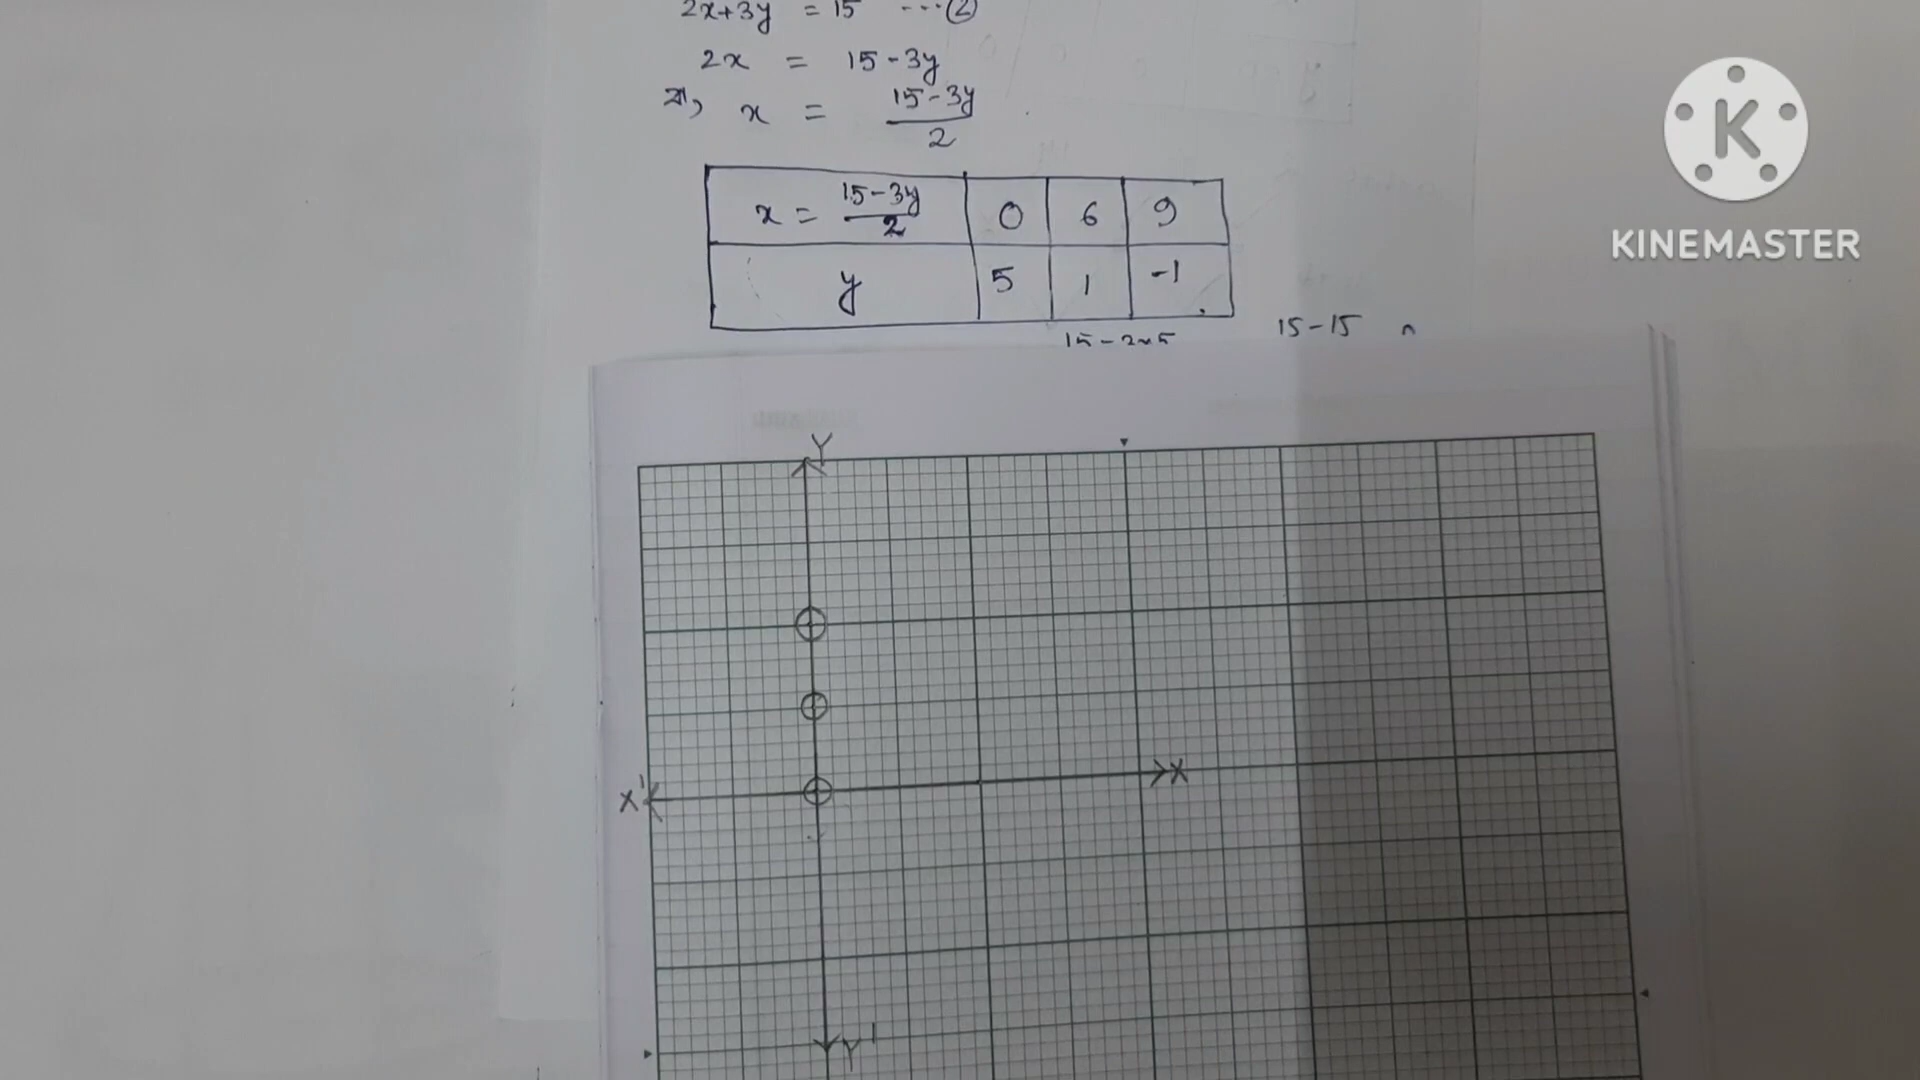 2x+3y = 15 ---- ②
2x = 15-3y
বা, x = 15-3y / 2
x = 15-3y / 2 0 6 9
y 5 1 -1
15-15
Y
X' X
Y'
K
KINEMASTER